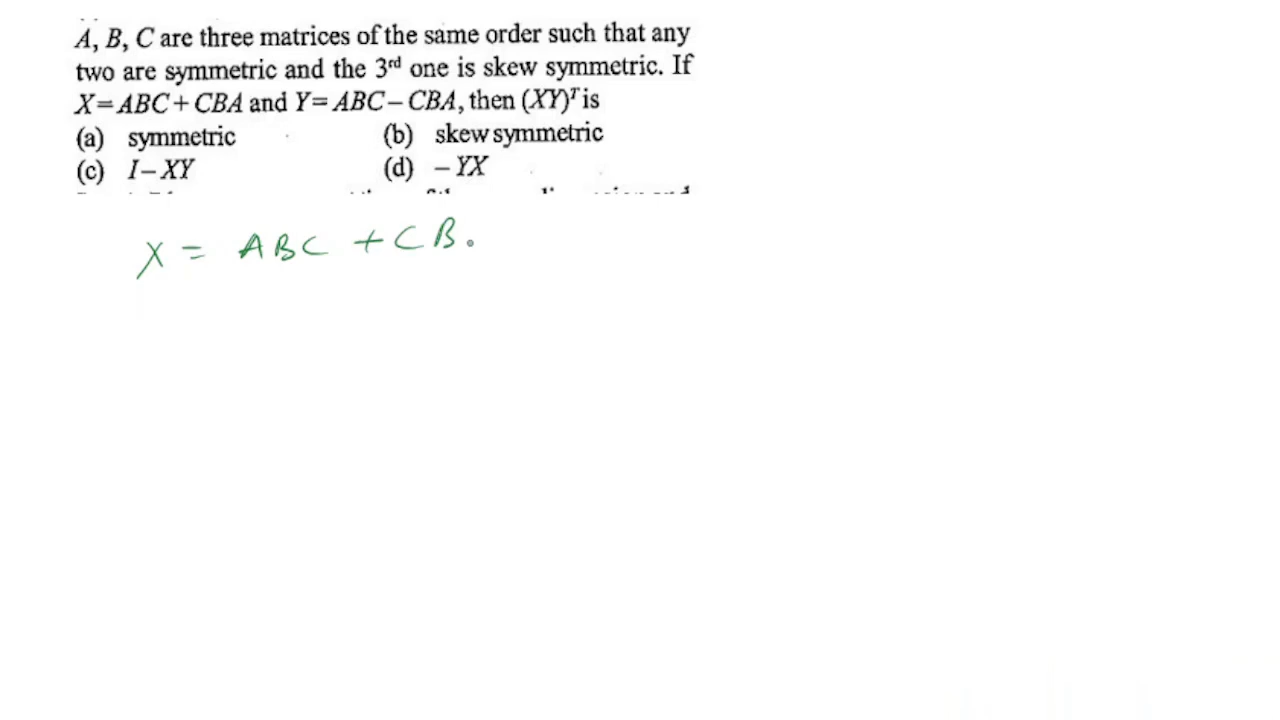 A, B, C are three matrices of the same order such that any
two are symmetric and the 3rd one is skew symmetric. If
X=ABC+CBA and Y=ABC–CBA, then (XY)ᵀ is
(a) symmetric (b) skew symmetric
(c) I–XY (d) –YX
X = ABC + CB